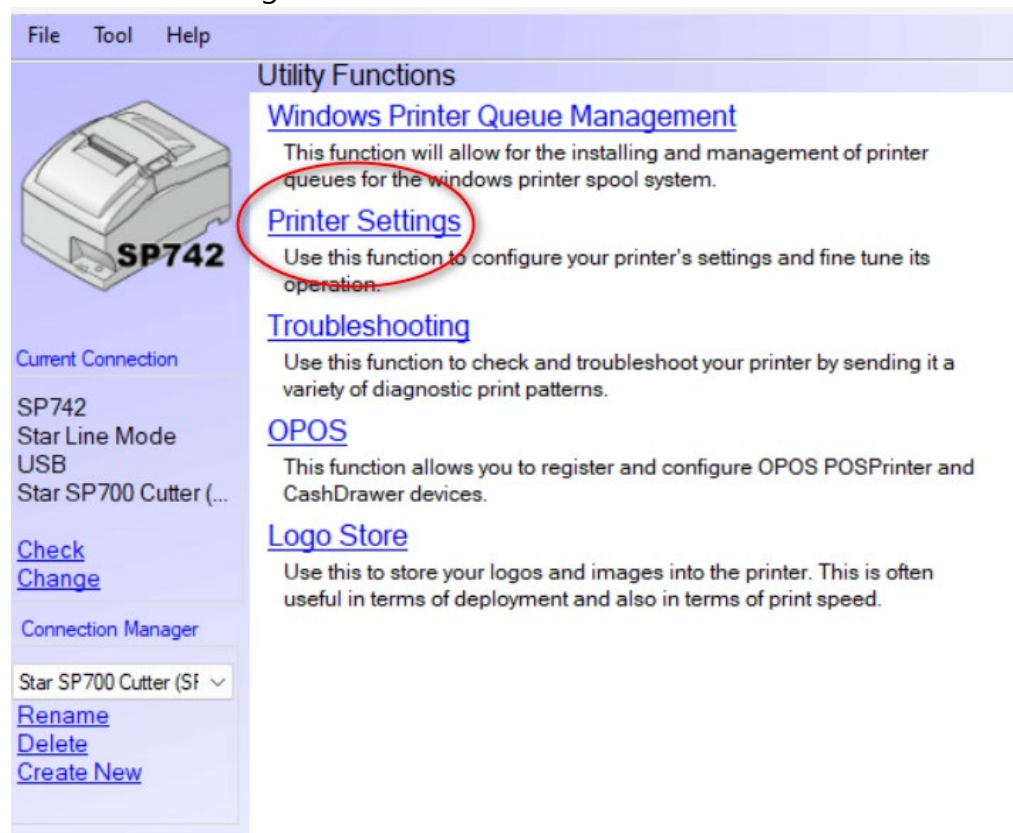 File Tool Help
Utility Functions
Windows Printer Queue Management
This function will allow for the installing and management of printer
queues for the windows printer spool system.
Printer Settings
Use this function to configure your printer's settings and fine tune its
operation.
Troubleshooting
Use this function to check and troubleshoot your printer by sending it a
variety of diagnostic print patterns.
OPOS
This function allows you to register and configure OPOS POSPrinter and
CashDrawer devices.
Logo Store
Use this to store your logos and images into the printer. This is often
useful in terms of deployment and also in terms of print speed.
SP742
Current Connection
SP742
Star Line Mode
USB
Star SP700 Cutter (...
Check
Change
Connection Manager
Star SP700 Cutter (SF
Rename
Delete
Create New